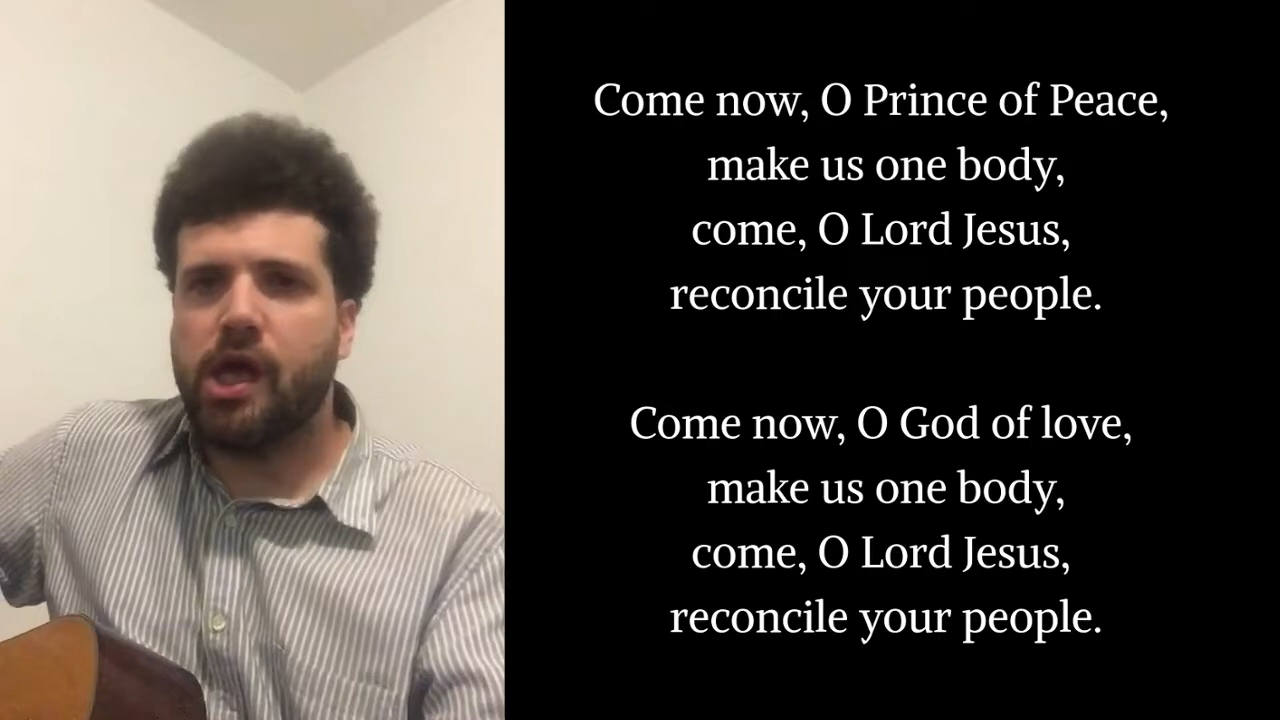 Come now, O Prince of Peace,
make us one body,
come, O Lord Jesus,
reconcile your people.
Come now, O God of love,
make us one body,
come, O Lord Jesus,
reconcile your people.